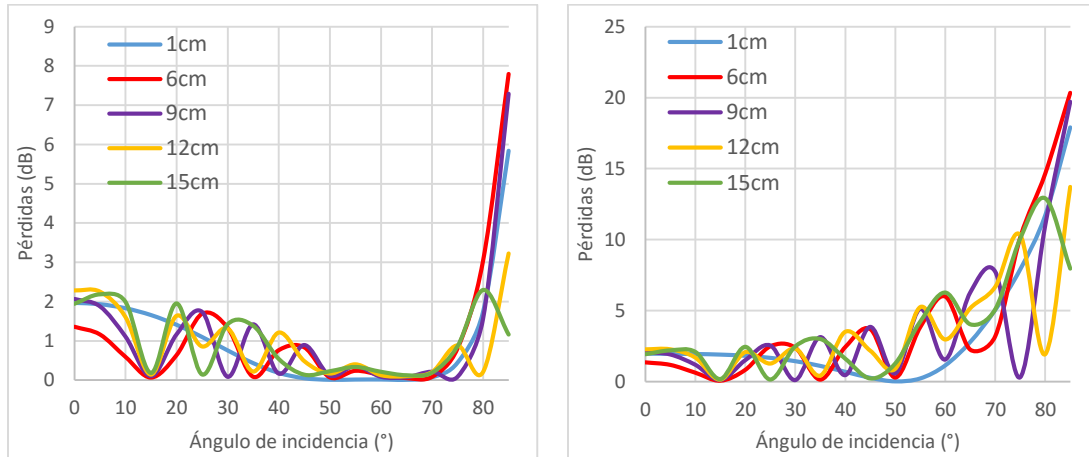 9
8
7
6
5
4
3
2
1
0
Pérdidas (dB)
1cm
6cm
9cm
12cm
15cm
0 10 20 30 40 50 60 70 80
Ángulo de incidencia (°)
25
20
15
10
5
0
Pérdidas (dB)
1cm
6cm
9cm
12cm
15cm
0 10 20 30 40 50 60 70 80
Ángulo de incidencia (°)